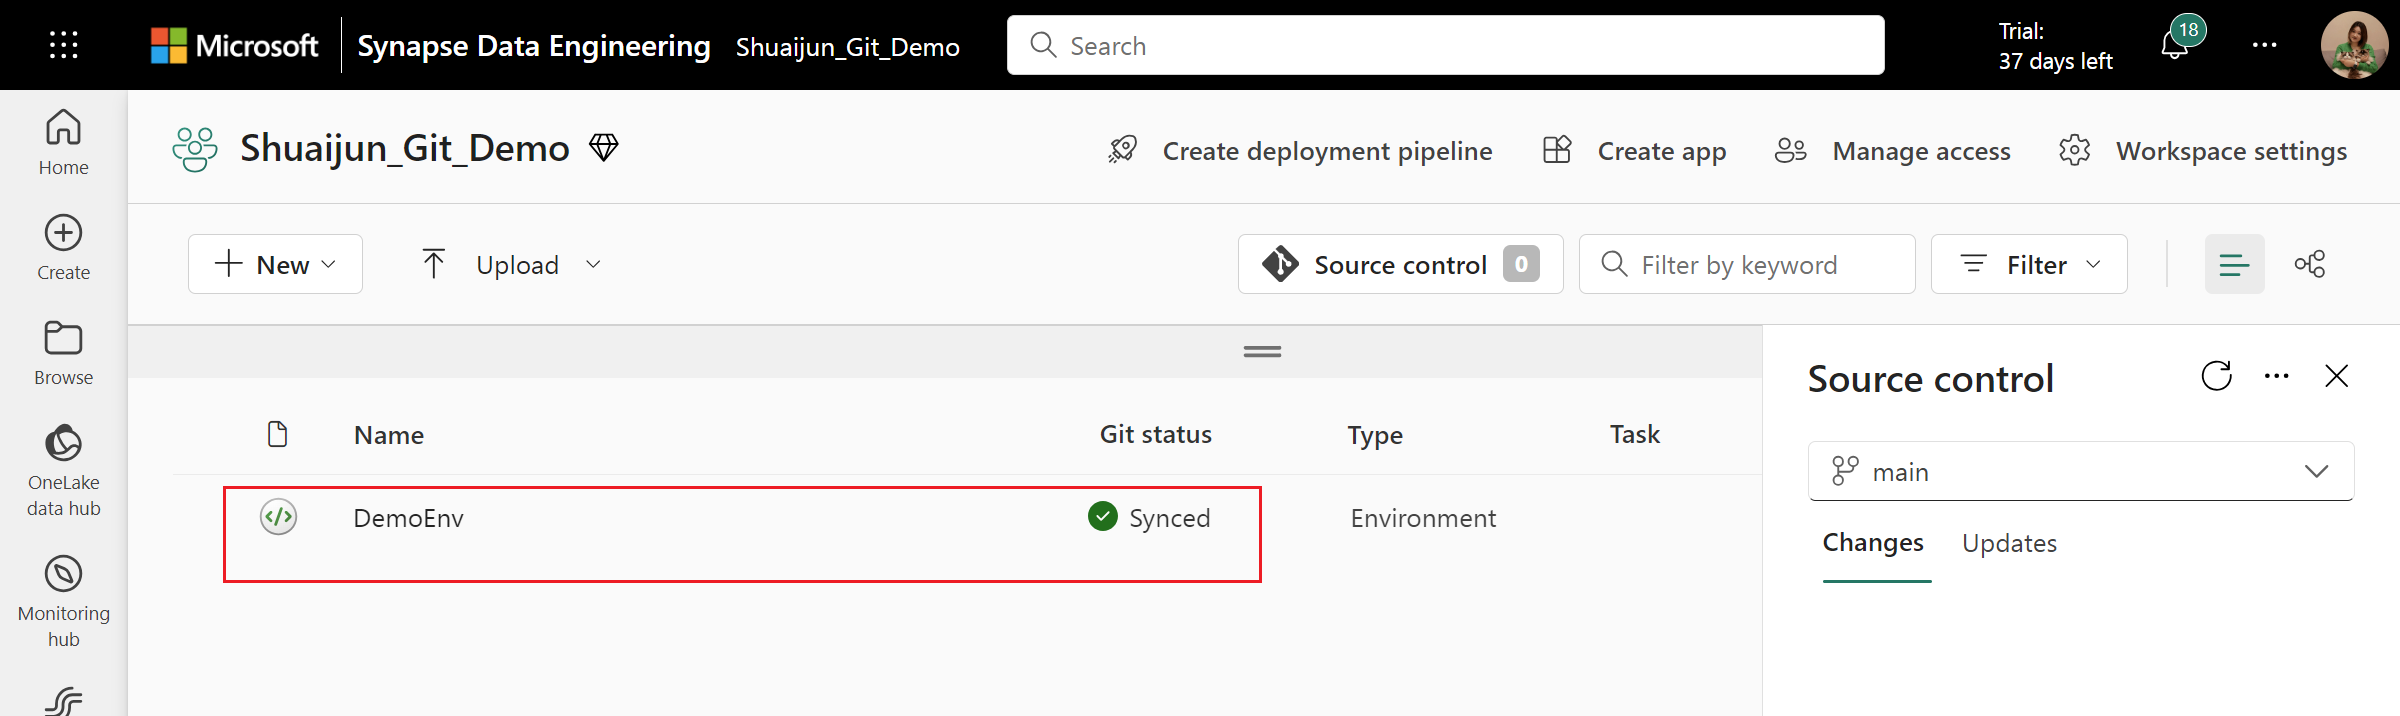 Microsoft
Synapse Data Engineering
Shuaijun_Git_Demo
Search
Trial:
37 days left
18
Home
Create
Browse
OneLake
data hub
Monitoring
hub
Shuaijun_Git_Demo
Create deployment pipeline
Create app
Manage access
Workspace settings
New
Upload
Source control 0
Filter by keyword
Filter
Name
Git status
Type
Task
DemoEnv
Synced
Environment
Source control
main
Changes
Updates